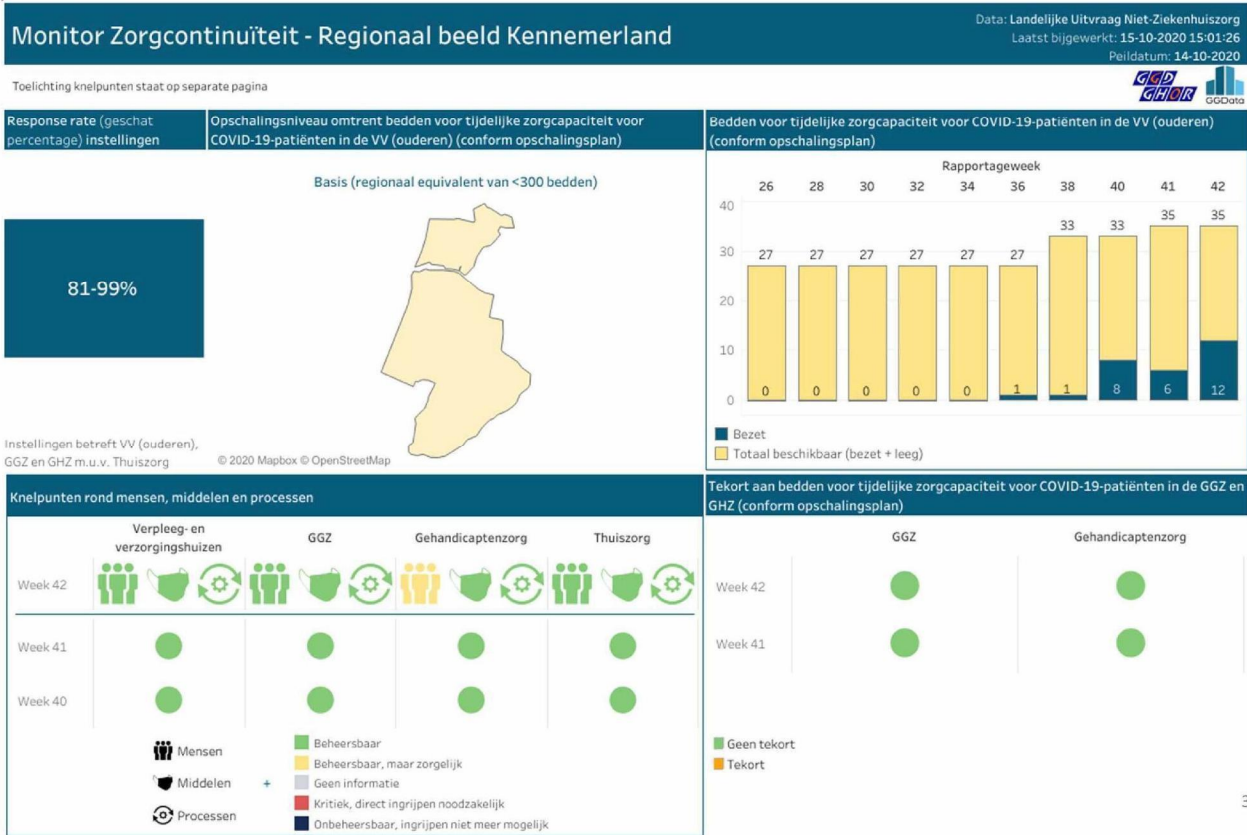 Monitor Zorgcontinuïteit - Regionaal beeld Kennemerland
Data: Landelijke Uitvraag Niet-Ziekenhuiszorg
Laatst bijgewerkt: 15-10-2020 15:01:26
Peildatum: 14-10-2020
Toelichting knelpunten staat op separate pagina
GGD
GHOR
GGData
Response rate (geschat
percentage) instellingen
81-99%
Instellingen betreft VV (ouderen),
GGZ en GHZ m.u.v. Thuiszorg
Opschalingsniveau omtrent bedden voor tijdelijke zorgcapaciteit voor
COVID-19-patiënten in de VV (ouderen) (conform opschalingsplan)
Basis (regionaal equivalent van <300 bedden)
© 2020 Mapbox © OpenStreetMap
Bedden voor tijdelijke zorgcapaciteit voor COVID-19-patiënten in de VV (ouderen)
(conform opschalingsplan)
Rapportageweek
26 28 30 32 34 36 38 40 41 42
40
30
20
10
0
27 27 27 27 27 27 33 33 35 35
0 0 0 0 0 1 1 8 6 12
Bezet
Totaal beschikbaar (bezet + leeg)
Knelpunten rond mensen, middelen en processen
Verpleeg- en
verzorgingshuizen
GGZ
Gehandicaptenzorg
Thuiszorg
Week 42
Week 41
Week 40
Mensen
Middelen
+
Processen
Beheersbaar
Beheersbaar, maar zorgelijk
Geen informatie
Kritiek, direct ingrijpen noodzakelijk
Onbeheersbaar, ingrijpen niet meer mogelijk
Tekort aan bedden voor tijdelijke zorgcapaciteit voor COVID-19-patiënten in de GGZ en
GHZ (conform opschalingsplan)
GGZ
Gehandicaptenzorg
Week 42
Week 41
Geen tekort
Tekort
3